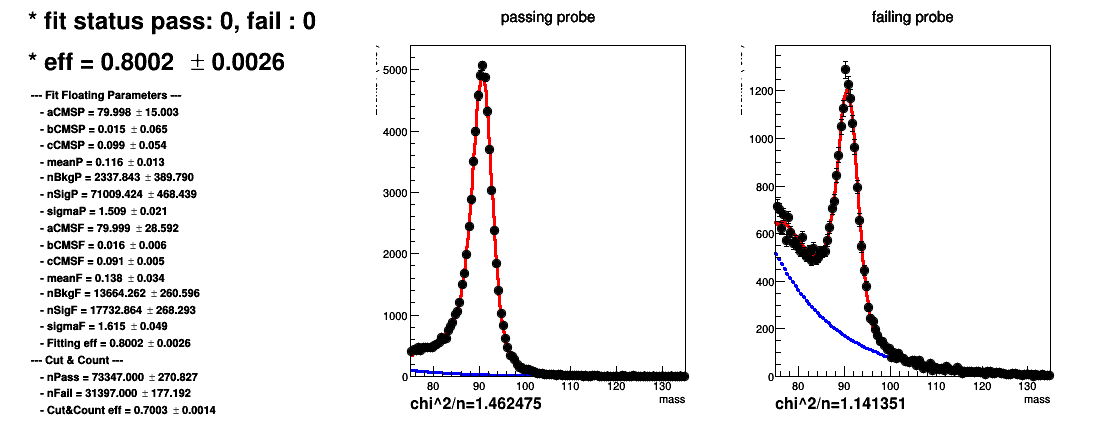 * fit status pass: 0, fail : 0
* eff = 0.8002 ± 0.0026
--- Fit Floating Parameters ---
- aCMSP = 79.998 ± 15.003
- bCMSP = 0.015 ± 0.065
- cCMSP = 0.099 ± 0.054
- meanP = 0.116 ± 0.013
- nBkgP = 2337.843 ± 389.790
- nSigP = 71009.424 ± 468.439
- sigmaP = 1.509 ± 0.021
- aCMSF = 79.999 ± 28.592
- bCMSF = 0.016 ± 0.006
- cCMSF = 0.091 ± 0.005
- meanF = 0.138 ± 0.034
- nBkgF = 13664.262 ± 260.596
- nSigF = 17732.864 ± 268.293
- sigmaF = 1.615 ± 0.049
- Fitting eff = 0.8002 ± 0.0026
--- Cut & Count ---
- nPass = 73347.000 ± 270.827
- nFail = 31397.000 ± 177.192
- Cut&Count eff = 0.7003 ± 0.0014
passing probe
5000
4000
3000
2000
1000
0
80 90 100 110 120 130
mass
chi^2/n=1.462475
failing probe
1200
1000
800
600
400
200
0
80 90 100 110 120 130
mass
chi^2/n=1.141351